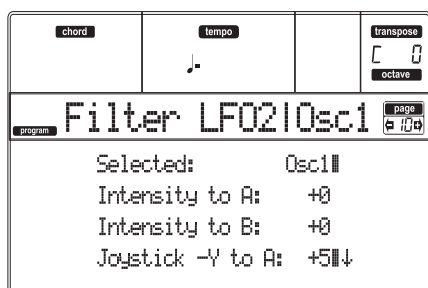 chord tempo transpose
C 0
octave
program Filter LFO2|Osc1 page 10
Selected: Osc1
Intensity to A: +0
Intensity to B: +0
Joystick -Y to A: +5↓